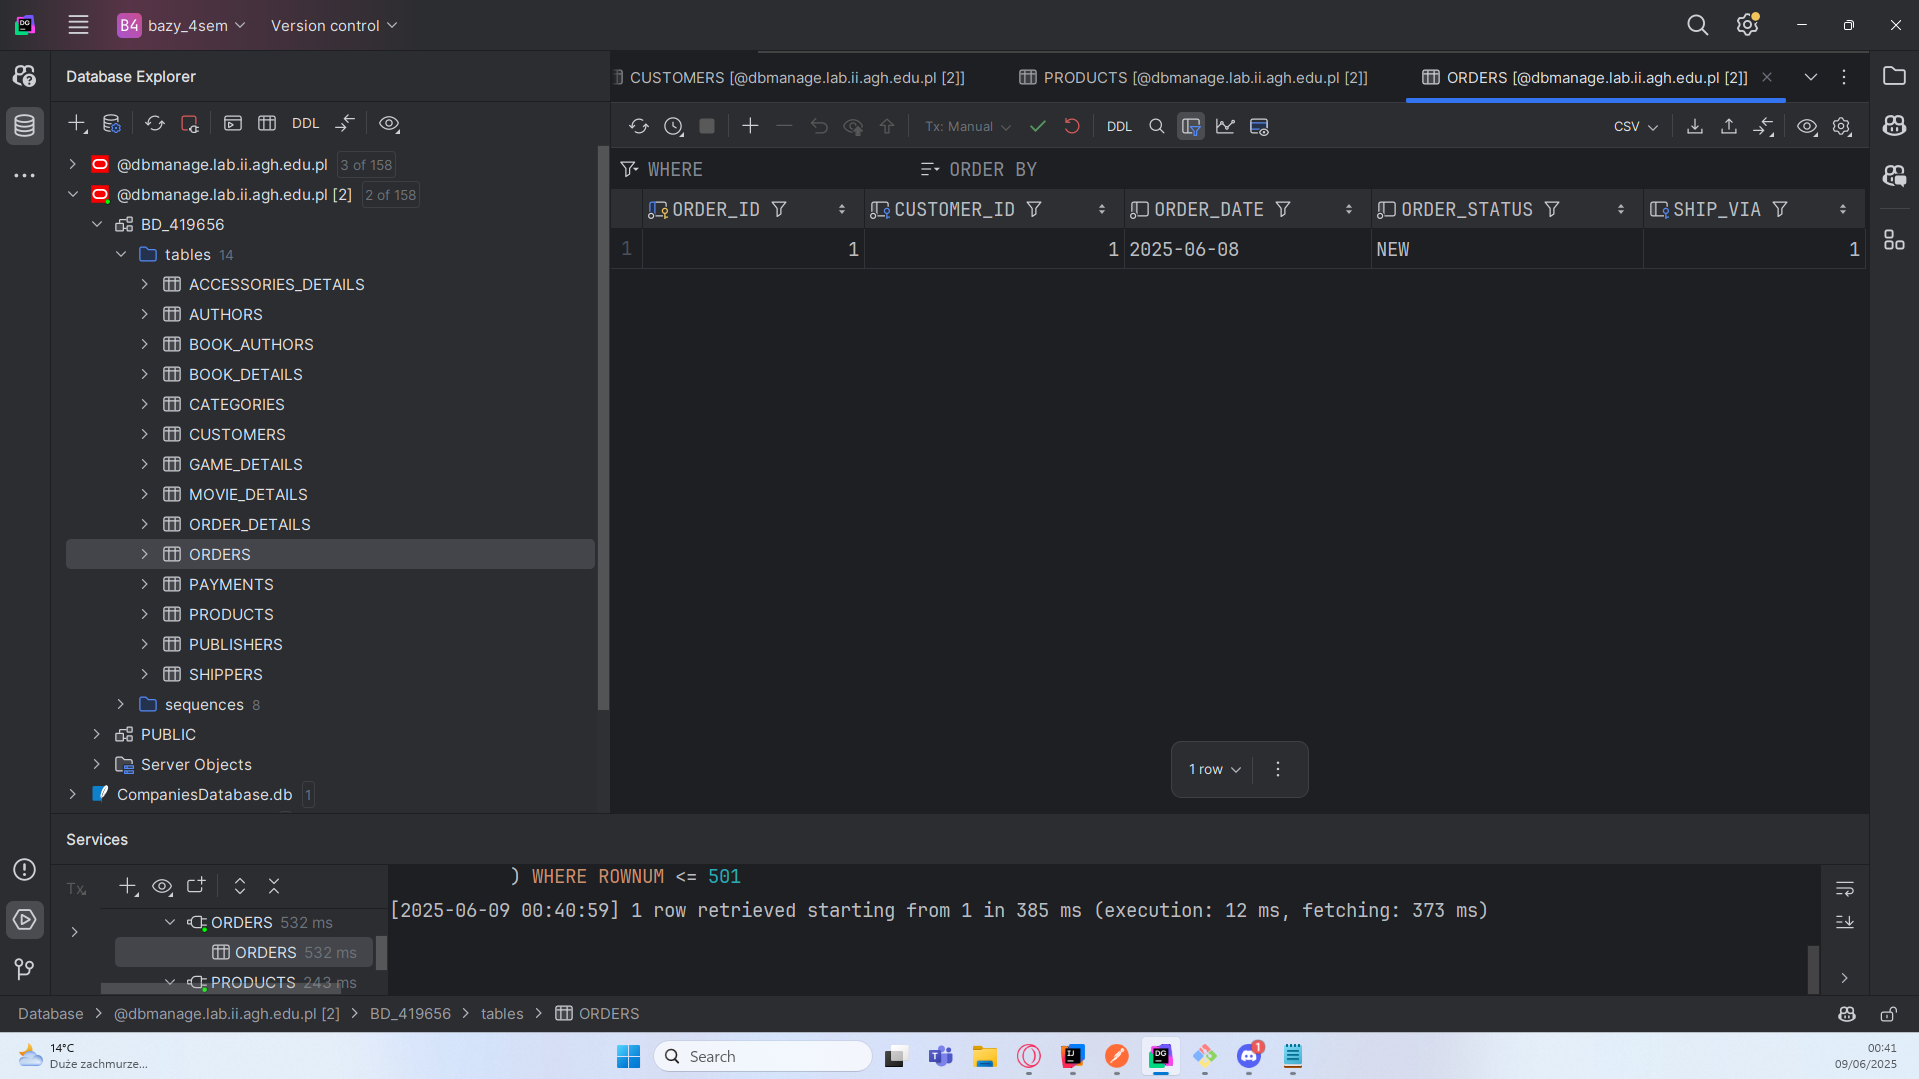 B4 bazy_4sem Version control
Database Explorer
CUSTOMERS [@dbmanage.lab.ii.agh.edu.pl [2]] PRODUCTS [@dbmanage.lab.ii.agh.edu.pl [2]] ORDERS [@dbmanage.lab.ii.agh.edu.pl [2]]
DDL
Tx: Manual DDL CSV
WHERE ORDER BY
ORDER_ID CUSTOMER_ID ORDER_DATE ORDER_STATUS SHIP_VIA
1 1 1 2025-06-08 NEW 1
@dbmanage.lab.ii.agh.edu.pl 3 of 158
@dbmanage.lab.ii.agh.edu.pl [2] 2 of 158
BD_419656
tables 14
ACCESSORIES_DETAILS
AUTHORS
BOOK_AUTHORS
BOOK_DETAILS
CATEGORIES
CUSTOMERS
GAME_DETAILS
MOVIE_DETAILS
ORDER_DETAILS
ORDERS
PAYMENTS
PRODUCTS
PUBLISHERS
SHIPPERS
sequences 8
PUBLIC
Server Objects
CompaniesDatabase.db 1
1 row
Services
Tx
ORDERS 532 ms
ORDERS 532 ms
PRODUCTS 243 ms
) WHERE ROWNUM <= 501
[2025-06-09 00:40:59] 1 row retrieved starting from 1 in 385 ms (execution: 12 ms, fetching: 373 ms)
Database @dbmanage.lab.ii.agh.edu.pl [2] BD_419656 tables ORDERS
14°C
Duże zachmurze...
Search
1
00:41
09/06/2025